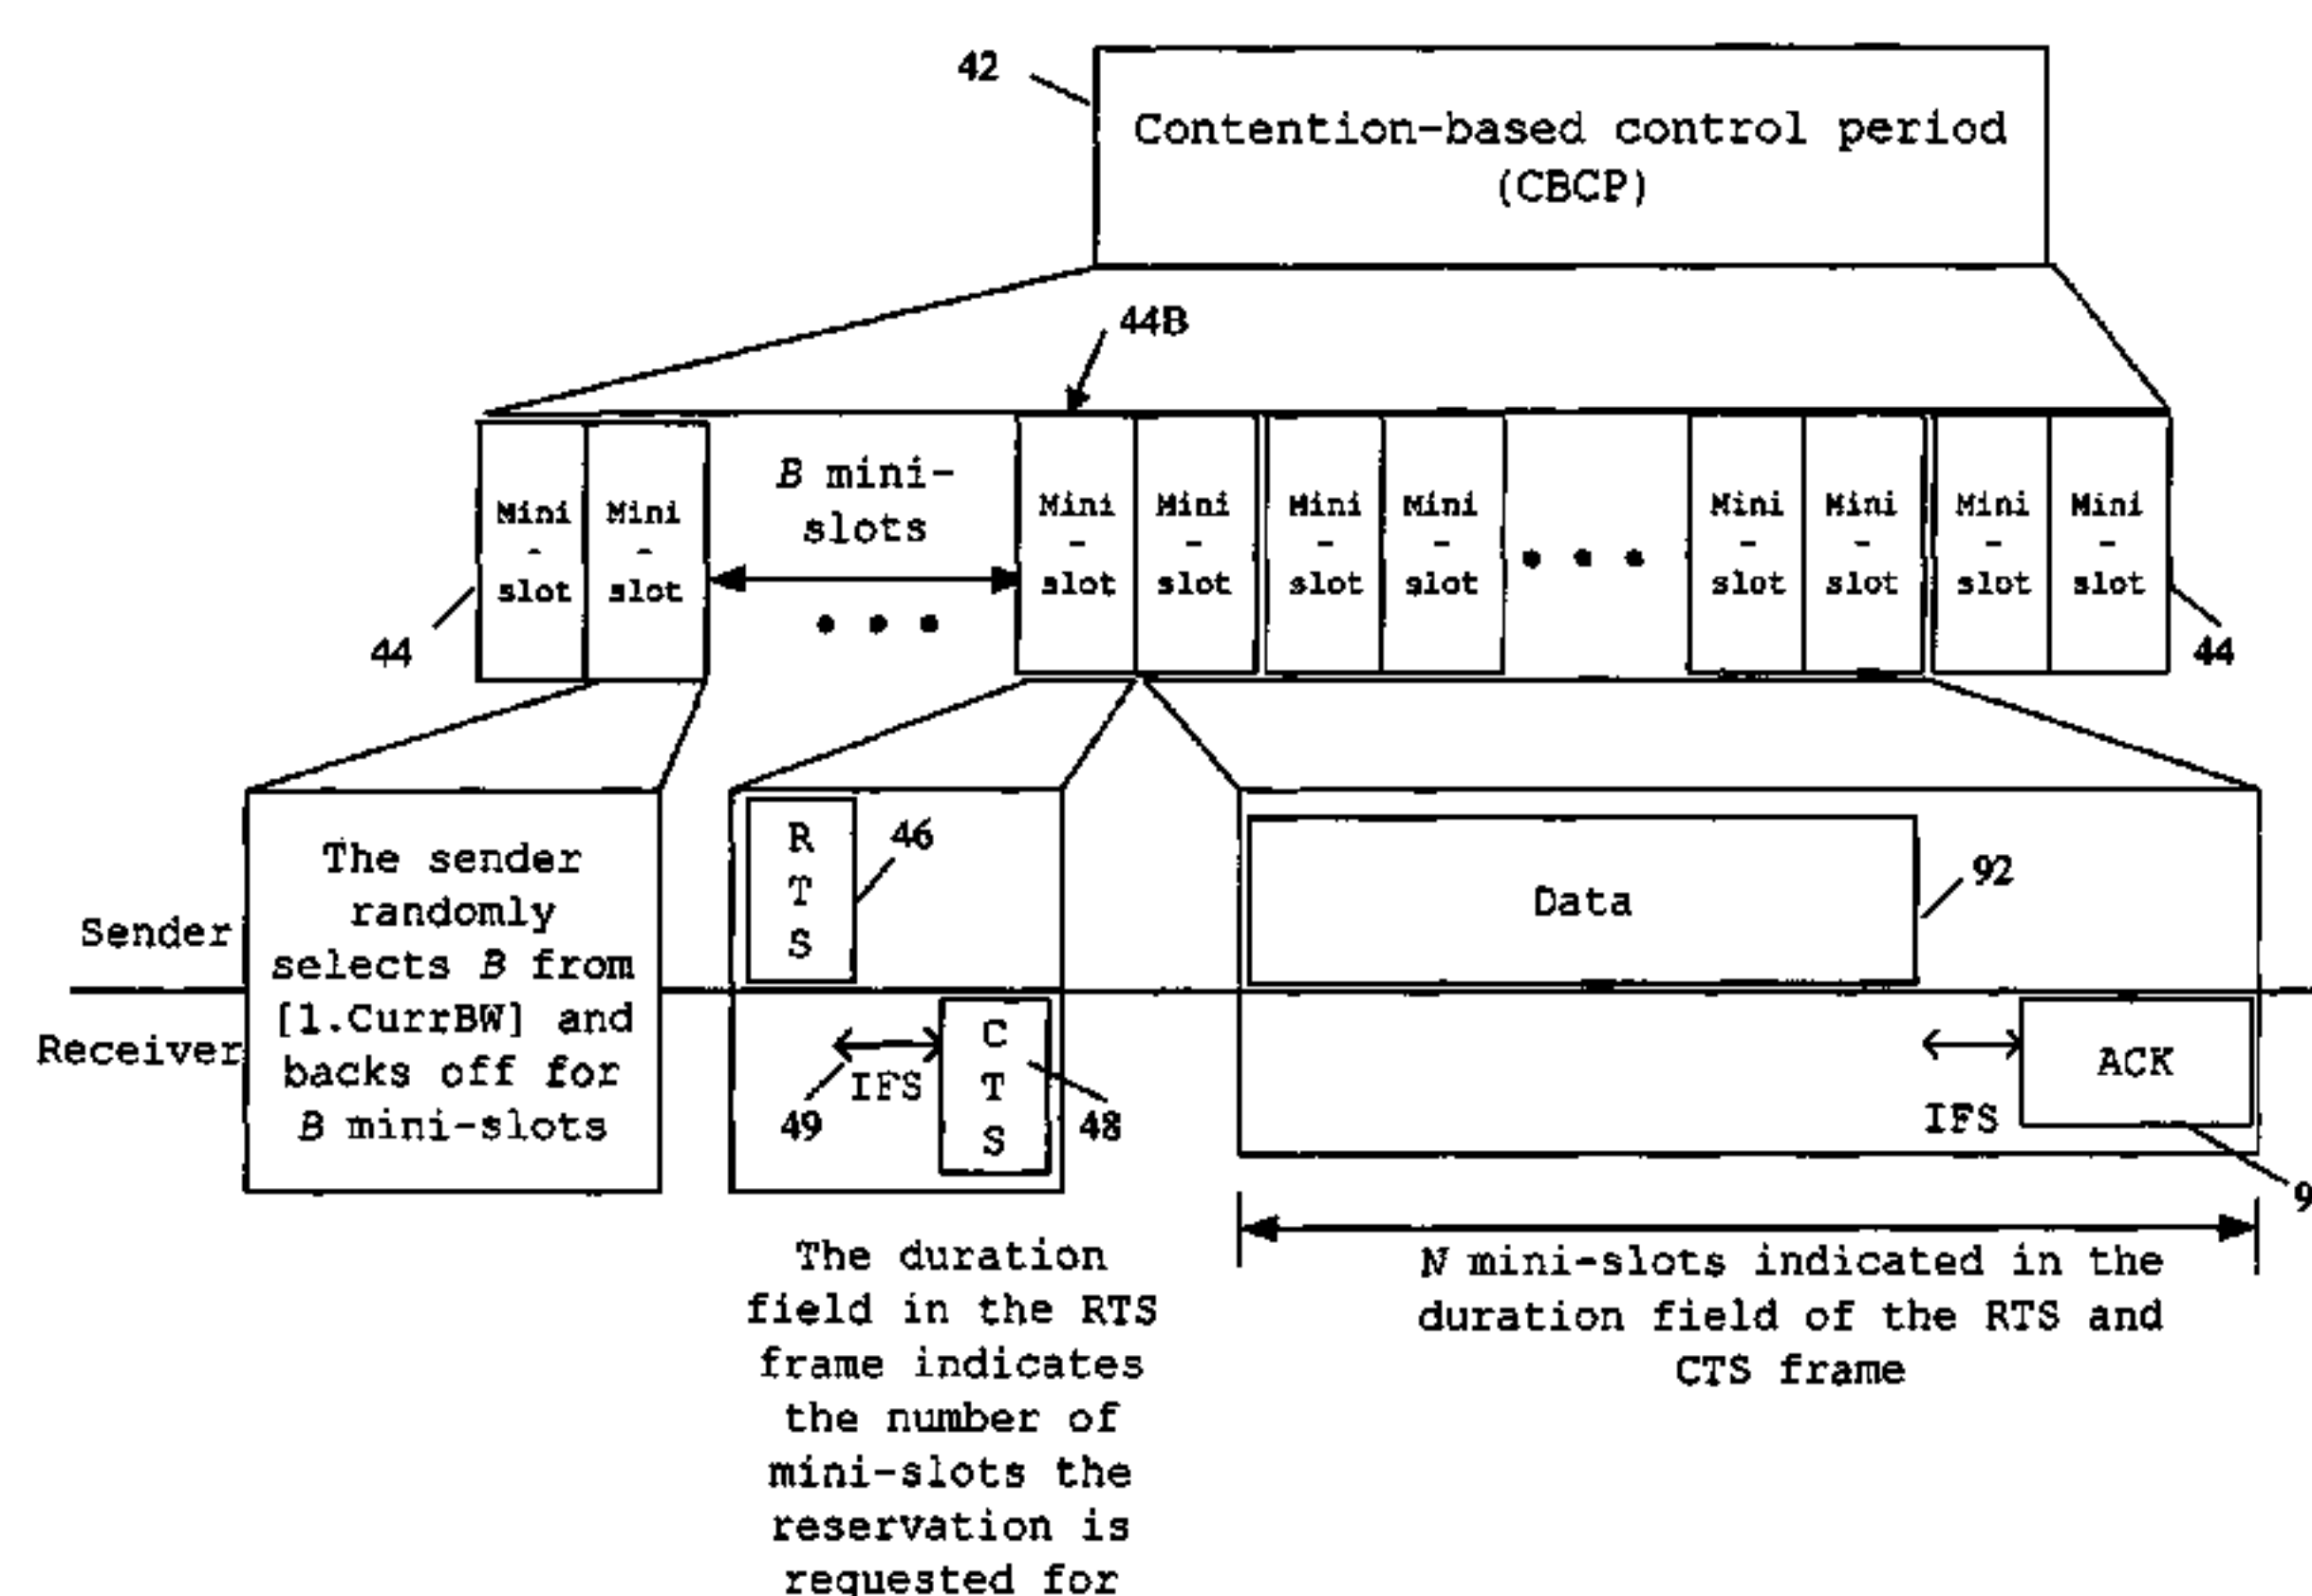 42
Contention-based control period
(CBCP)
44B
B mini-
slots
Mini
-
slot
Mini
-
slot
Mini
-
slot
Mini
-
slot
Mini
-
slot
Mini
-
slot
Mini
-
slot
Mini
-
slot
Mini
-
slot
Mini
-
slot
44
44
Sender
Receiver
The sender
randomly
selects B from
[1.CurrBW] and
backs off for
B mini-slots
R
T
S
46
C
T
S
49
IFS
48
Data
92
IFS
ACK
9
The duration
field in the RTS
frame indicates
the number of
mini-slots the
reservation is
requested for
N mini-slots indicated in the
duration field of the RTS and
CTS frame